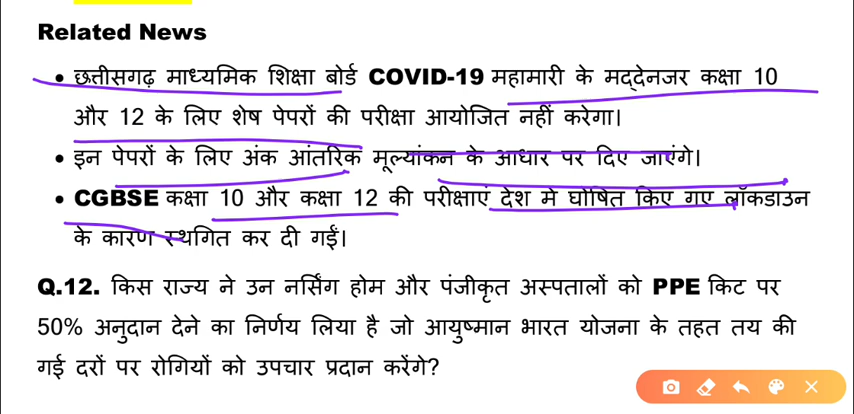 Related News
• छत्तीसगढ़ माध्यमिक शिक्षा बोर्ड COVID-19 महामारी के मद्देनजर कक्षा 10
और 12 के लिए शेष पेपरों की परीक्षा आयोजित नहीं करेगा।
• इन पेपरों के लिए अंक आंतरिक मूल्यांकन के आधार पर दिए जाएंगे।
• CGBSE कक्षा 10 और कक्षा 12 की परीक्षाएं देश में घोषित किए गए लॉकडाउन
के कारण स्थगित कर दी गईं।
Q.12. किस राज्य ने उन नर्सिंग होम और पंजीकृत अस्पतालों को PPE किट पर
50% अनुदान देने का निर्णय लिया है जो आयुष्मान भारत योजना के तहत तय की
गई दरों पर रोगियों को उपचार प्रदान करेंगे?